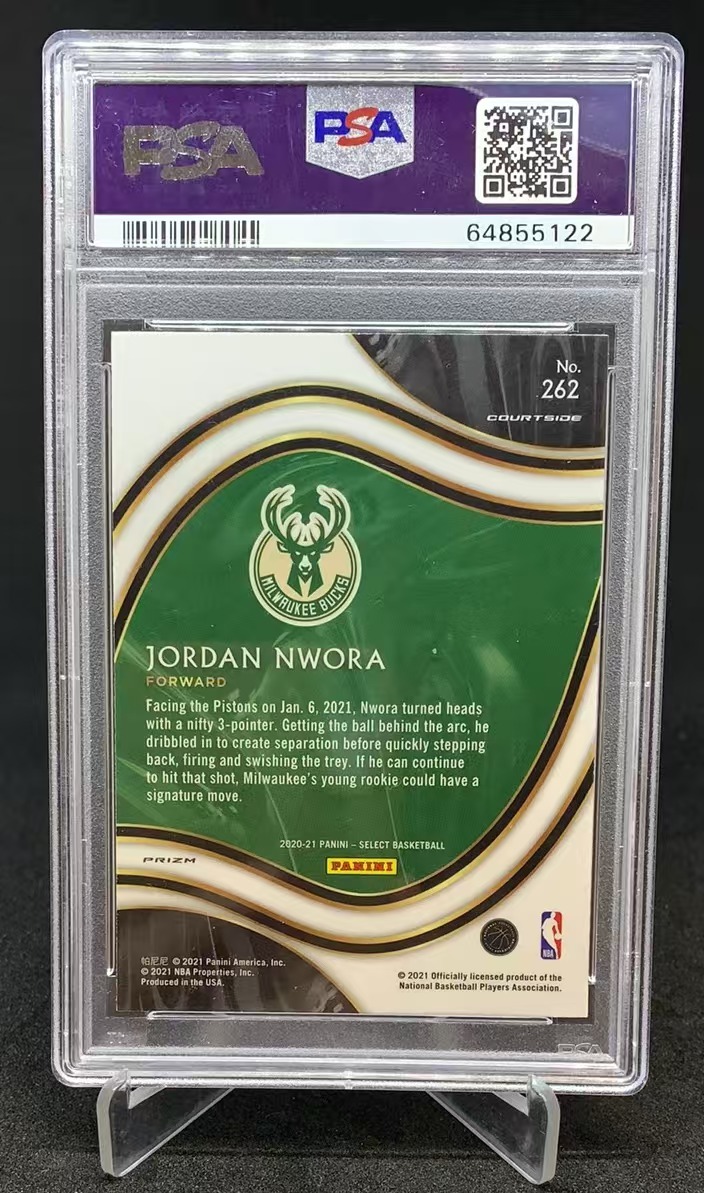 PSA
PSA
64855122
No.
262
COURTSIDE
MILWAUKEE BUCKS
JORDAN NWORA
FORWARD
Facing the Pistons on Jan. 6, 2021, Nwora turned heads
with a nifty 3-pointer. Getting the ball behind the arc, he
dribbled in to create separation before quickly stepping
back, firing and swishing the trey. If he can continue
to hit that shot, Milwaukee's young rookie could have a
signature move.
2020-21 PANINI – SELECT BASKETBALL
PANINI
PRIZM
帕尼尼 © 2021 Panini America, Inc.
© 2021 NBA Properties, Inc.
Produced in the USA.
NBA
© 2021 Officially licensed product of the
National Basketball Players Association.
PSA